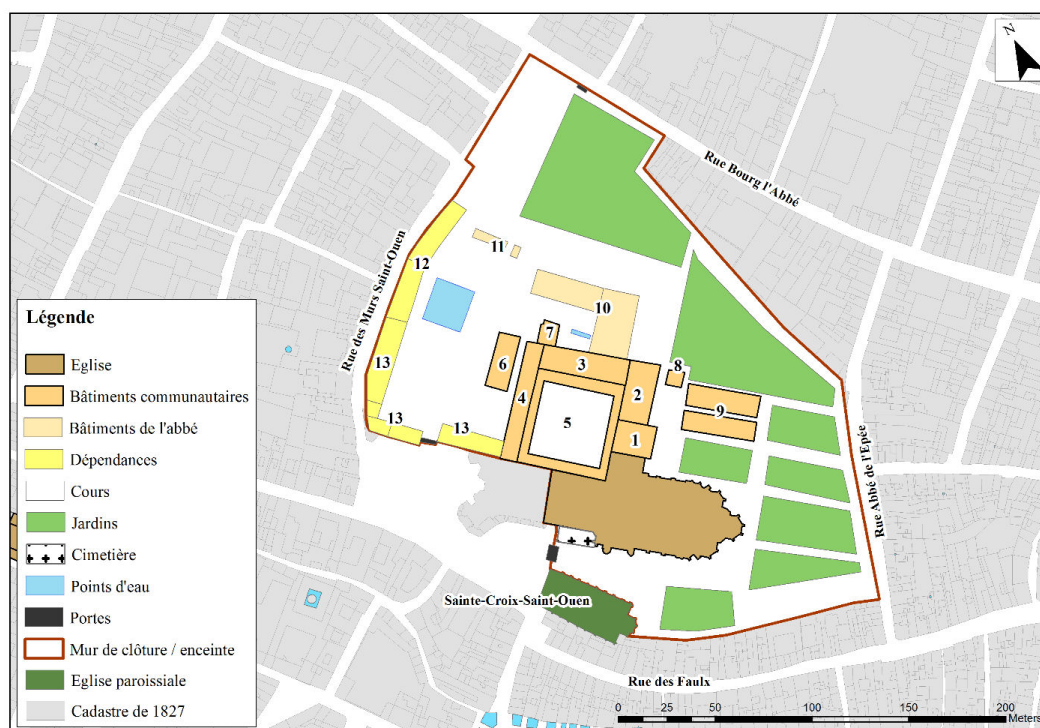 N
Rue Bourg l'Abbé
Rue des Murs Saint-Ouen
11
12
10
13
7
6
3
8
4
2
9
5
13
13
1
Rue Abbé de l'Epée
Sainte-Croix-Saint-Ouen
Rue des Faulx
Légende
Eglise
Bâtiments communautaires
Bâtiments de l'abbé
Dépendances
Cours
Jardins
Cimetière
Points d'eau
Portes
Mur de clôture / enceinte
Eglise paroissiale
Cadastre de 1827
0 25 50 100 150 200
Meters